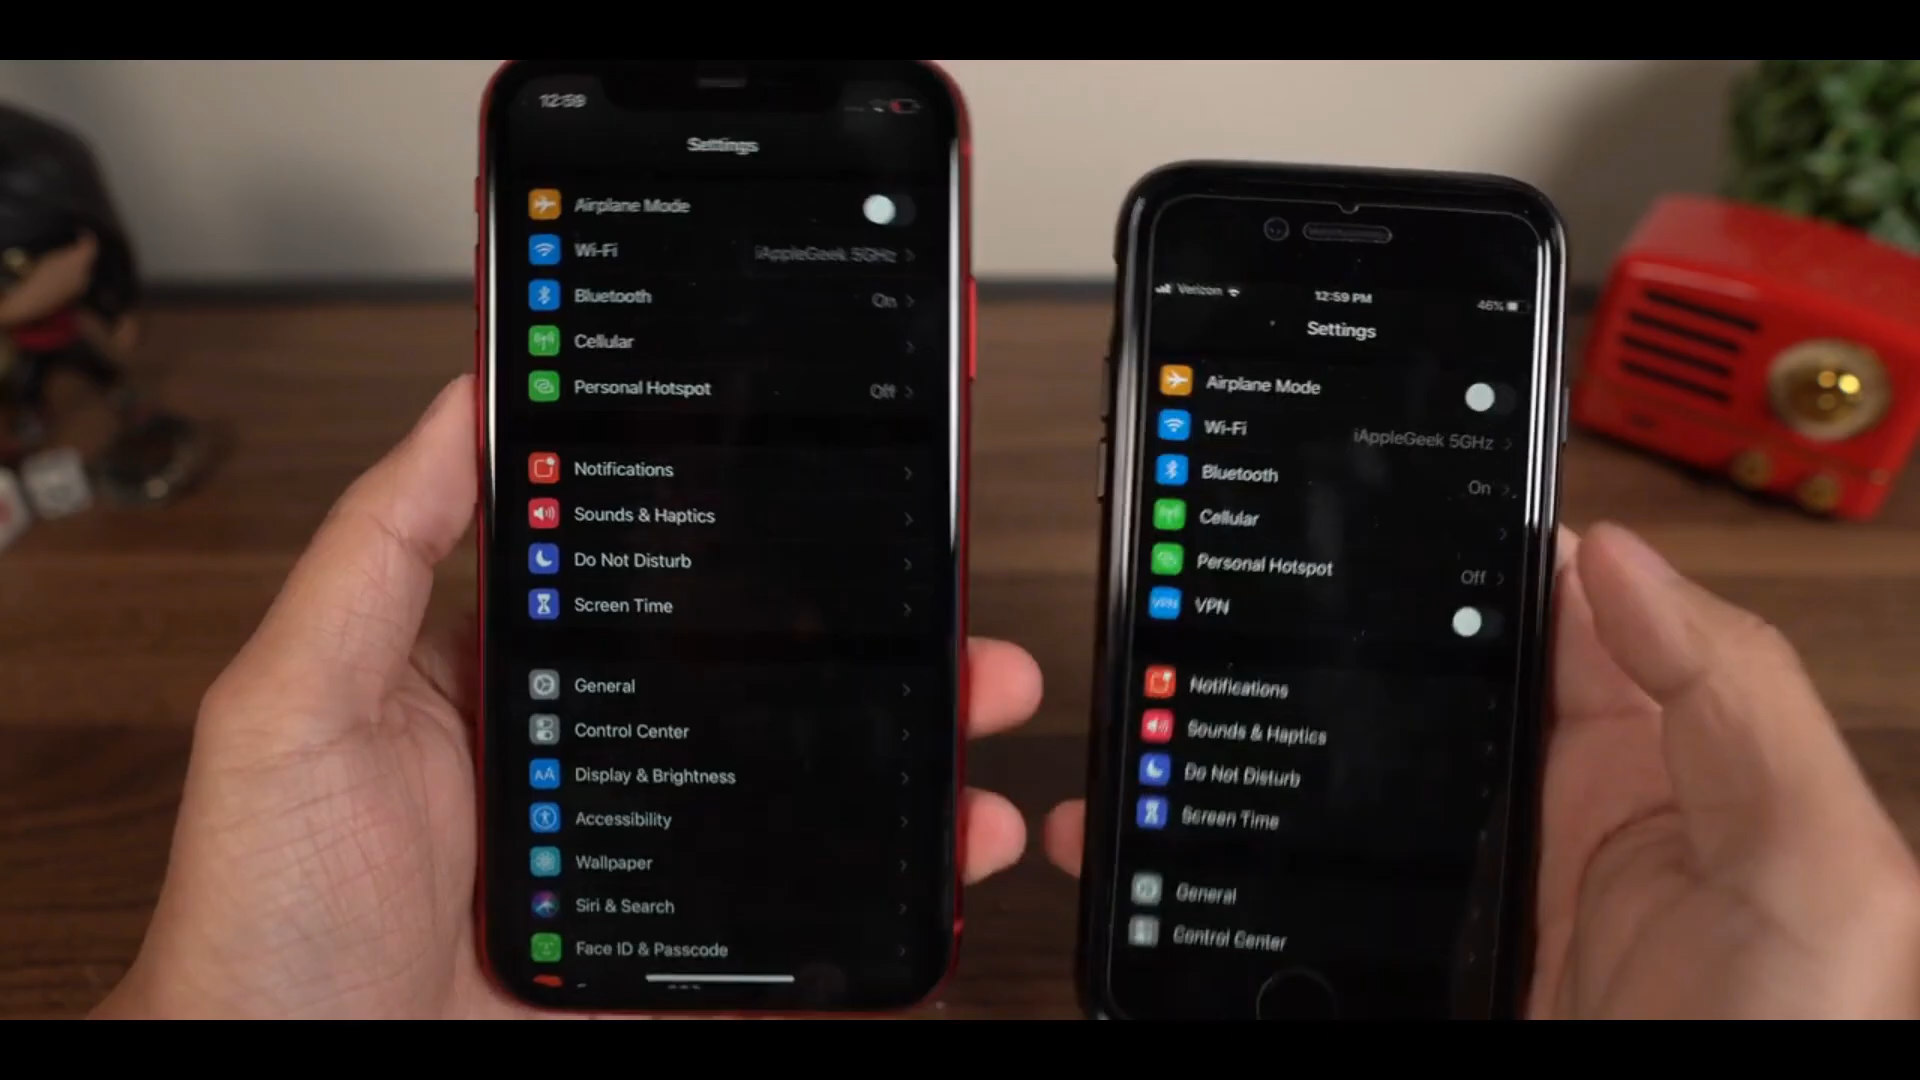 12:59
Settings
Airplane Mode
Wi-Fi iAppleGeek 5GHz
Bluetooth On
Cellular
Personal Hotspot Off
Notifications
Sounds & Haptics
Do Not Disturb
Screen Time
General
Control Center
AA Display & Brightness
Accessibility
Wallpaper
Siri & Search
Face ID & Passcode
Verizon 12:59 PM 46%
Settings
Airplane Mode
Wi-Fi iAppleGeek 5GHz
Bluetooth On
Cellular
Personal Hotspot Off
VPN VPN
Notifications
Sounds & Haptics
Do Not Disturb
Screen Time
General
Control Center